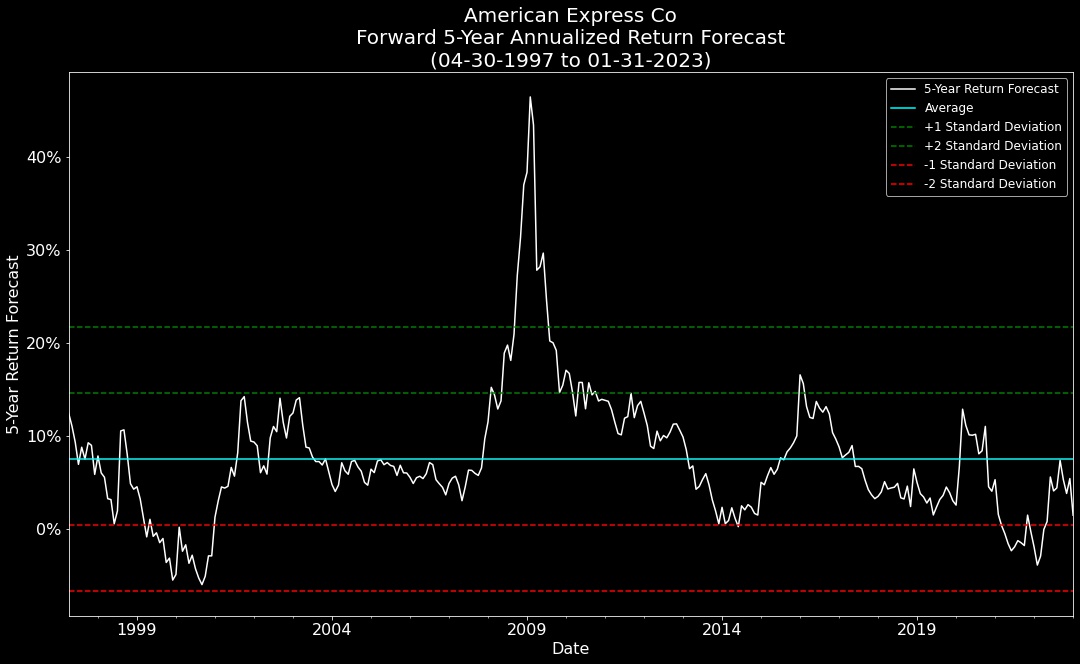 American Express Co
Forward 5-Year Annualized Return Forecast
(04-30-1997 to 01-31-2023)
5-Year Return Forecast
Average
+1 Standard Deviation
+2 Standard Deviation
-1 Standard Deviation
-2 Standard Deviation
5-Year Return Forecast
40%
30%
20%
10%
0%
1999 2004 2009 2014 2019
Date